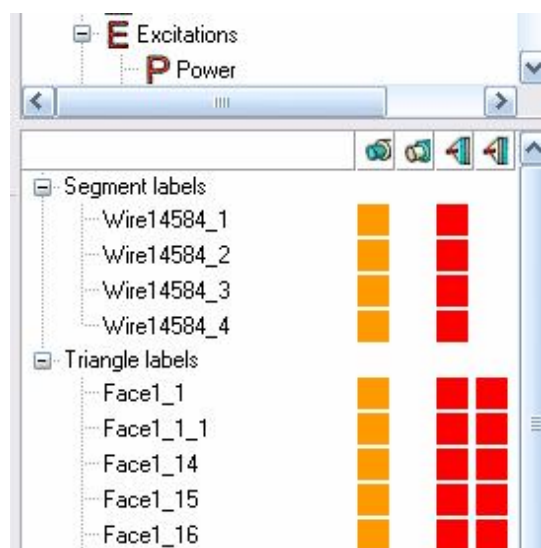 E Excitations
P Power
Segment labels
Wire14584_1
Wire14584_2
Wire14584_3
Wire14584_4
Triangle labels
Face1_1
Face1_1_1
Face1_14
Face1_15
Face1_16